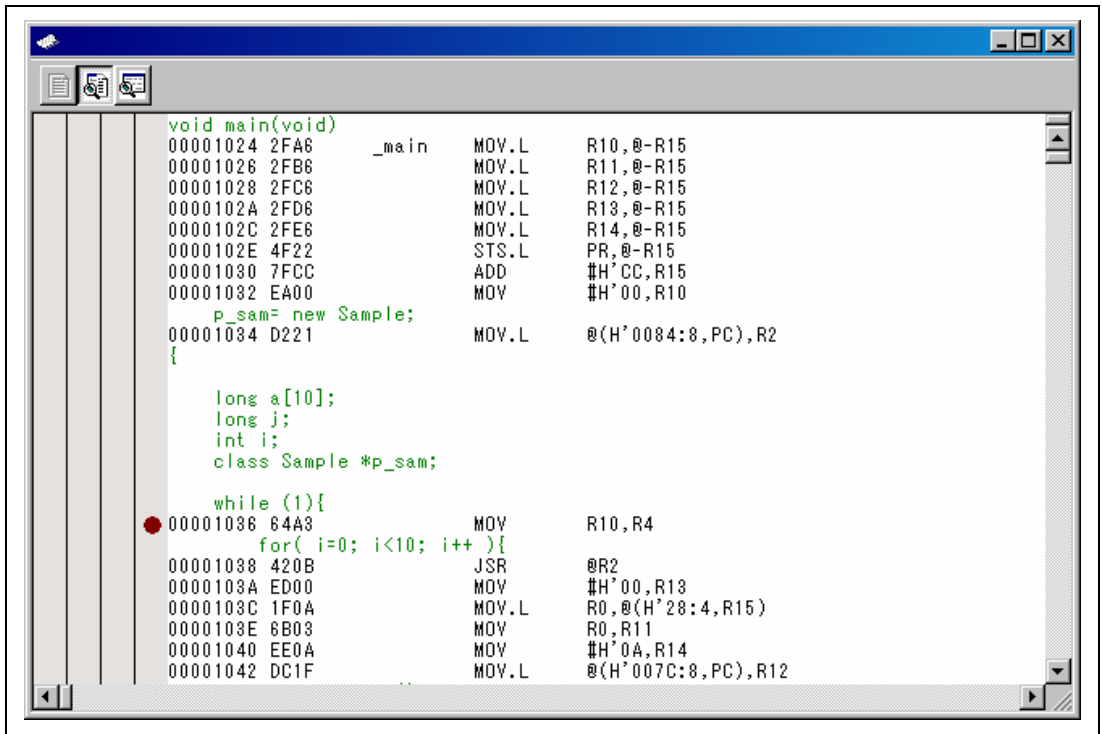 void main(void)
00001024 2FA6 _main MOV.L R10,@-R15
00001026 2FB6 MOV.L R11,@-R15
00001028 2FC6 MOV.L R12,@-R15
0000102A 2FD6 MOV.L R13,@-R15
0000102C 2FE6 MOV.L R14,@-R15
0000102E 4F22 STS.L PR,@-R15
00001030 7FCC ADD #H'CC,R15
00001032 EA00 MOV #H'00,R10
p_sam= new Sample;
00001034 D221 MOV.L @(H'0084:8,PC),R2
{
long a[10];
long j;
int i;
class Sample *p_sam;
while (1){
00001036 64A3 MOV R10,R4
for( i=0; i<10; i++ ){
00001038 420B JSR @R2
0000103A ED00 MOV #H'00,R13
0000103C 1F0A MOV.L R0,@(H'28:4,R15)
0000103E 6B03 MOV R0,R11
00001040 EE0A MOV #H'0A,R14
00001042 DC1F MOV.L @(H'007C:8,PC),R12